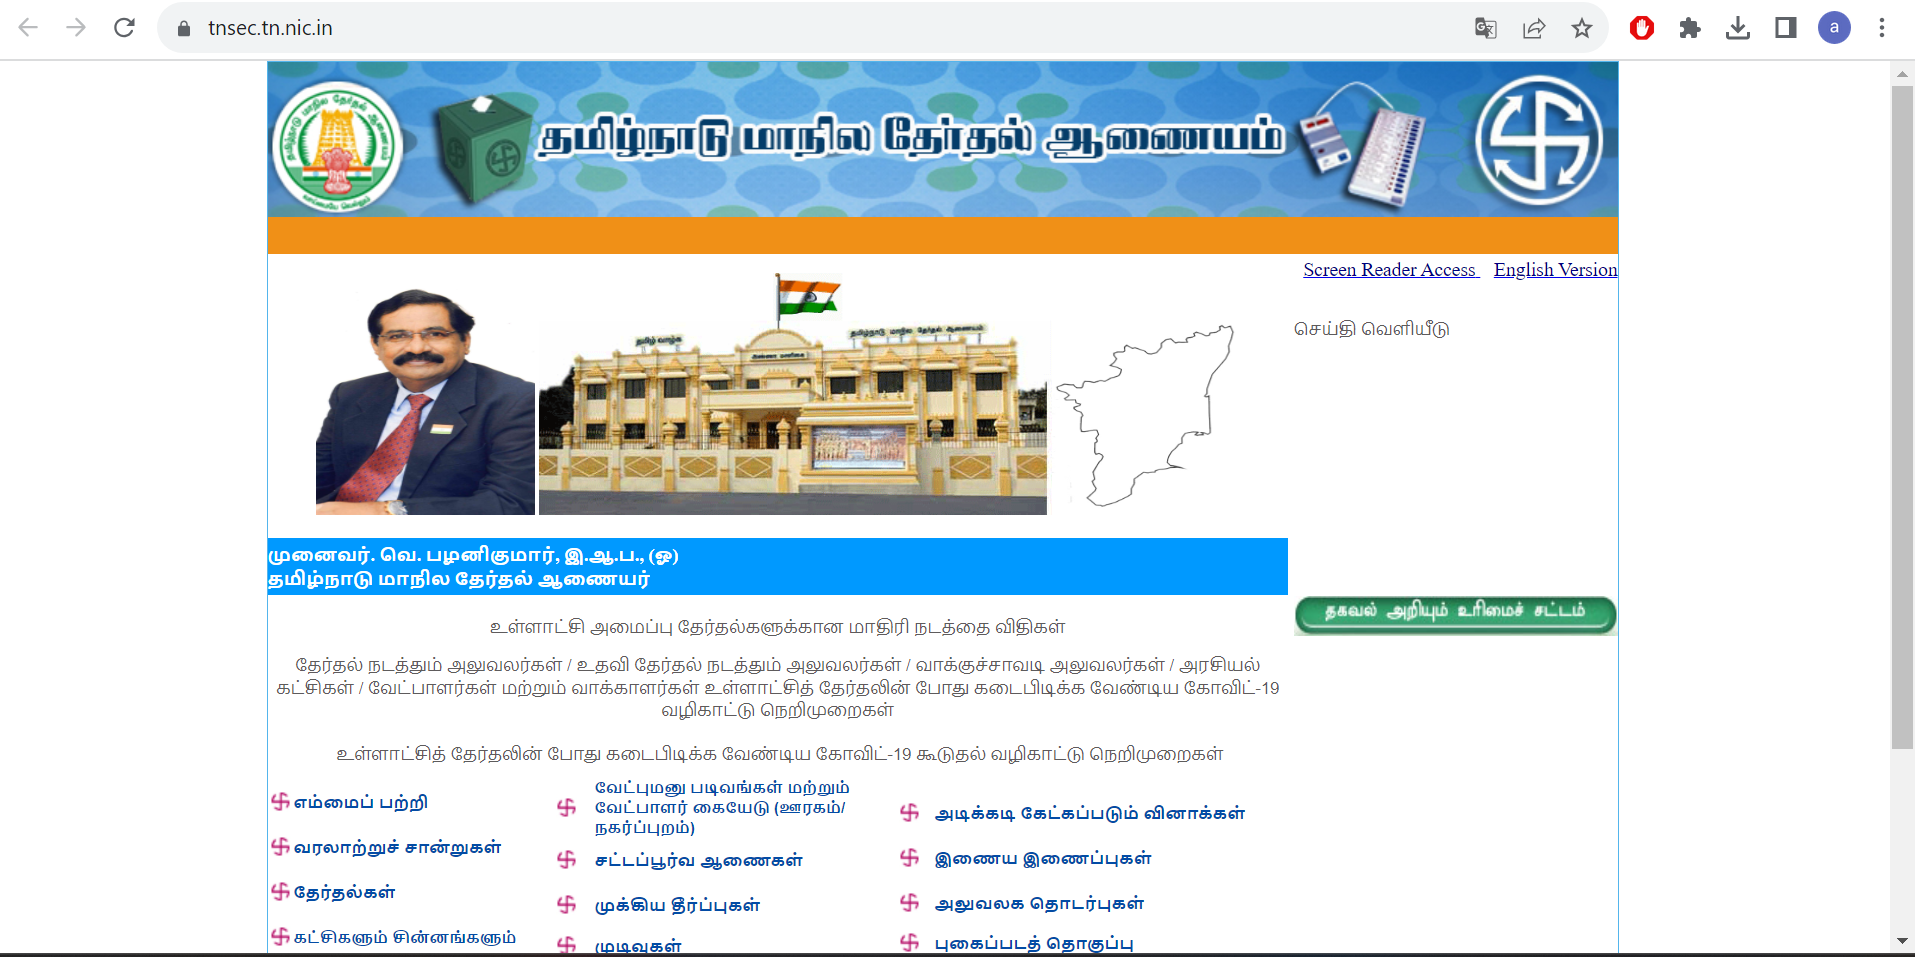 tnsec.tn.nic.in
a
தமிழ்நாடு மாநில தேர்தல் ஆணையம்
Screen Reader Access English Version
செய்தி வெளியீடு
தமிழ் வாழ்க
தமிழ்நாடு மாநில தேர்தல் ஆணையம்
முனைவர். வெ. பழனிகுமார், இ.ஆ.ப., (ஓ)
தமிழ்நாடு மாநில தேர்தல் ஆணையர்
தகவல் அறியும் உரிமைச் சட்டம்
உள்ளாட்சி அமைப்பு தேர்தல்களுக்கான மாதிரி நடத்தை விதிகள்
தேர்தல் நடத்தும் அலுவலர்கள் / உதவி தேர்தல் நடத்தும் அலுவலர்கள் / வாக்குச்சாவடி அலுவலர்கள் / அரசியல்
கட்சிகள் / வேட்பாளர்கள் மற்றும் வாக்காளர்கள் உள்ளாட்சித் தேர்தலின் போது கடைபிடிக்க வேண்டிய கோவிட்-19
வழிகாட்டு நெறிமுறைகள்
உள்ளாட்சித் தேர்தலின் போது கடைபிடிக்க வேண்டிய கோவிட்-19 கூடுதல் வழிகாட்டு நெறிமுறைகள்
எம்மைப் பற்றி
வரலாற்றுச் சான்றுகள்
தேர்தல்கள்
கட்சிகளும் சின்னங்களும்
வேட்புமனு படிவங்கள் மற்றும்
வேட்பாளர் கையேடு (ஊரகம்/
நகர்ப்புறம்)
சட்டப்பூர்வ ஆணைகள்
முக்கிய தீர்ப்புகள்
முடிவுகள்
அடிக்கடி கேட்கப்படும் வினாக்கள்
இணைய இணைப்புகள்
அலுவலக தொடர்புகள்
புகைப்படத் தொகுப்பு